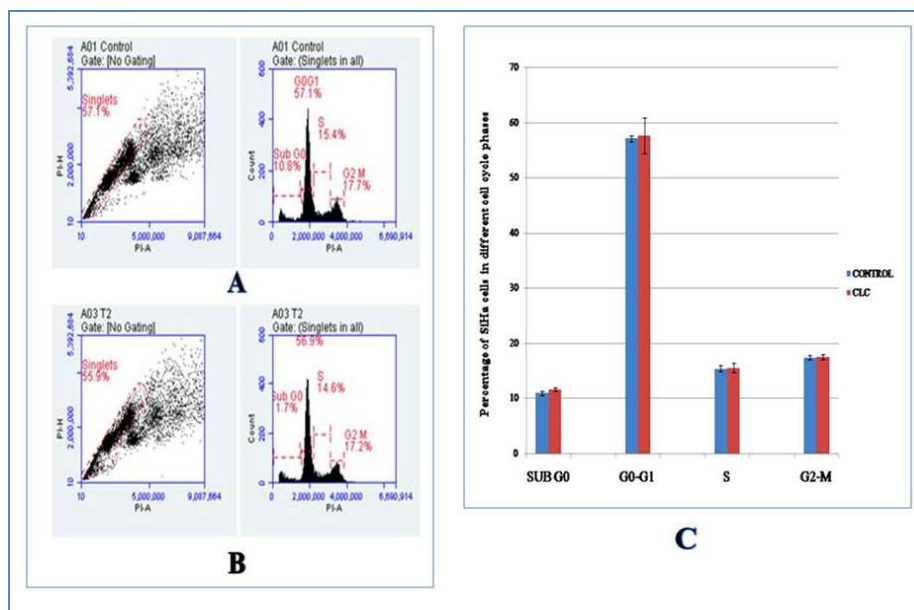 A01 Control
Gate: [No Gating]
5,392,684
2,000,000
10
PI-H
Singlets
57.1%
10
5,000,000
9,087,664
PI-A
A01 Control
Gate: (Singlets in all)
600
400
200
0
Count
G0G1
57.1%
S
15.4%
Sub G0
10.8%
G2 M
17.7%
0
2,000,000
4,000,000
6,690,914
PI-A
A
A03 T2
Gate: [No Gating]
5,392,684
2,000,000
10
PI-H
Singlets
55.9%
10
5,000,000
9,087,664
PI-A
A03 T2
Gate: (Singlets in all)
600
400
200
0
Count
56.9%
S
14.6%
Sub G0
1.7%
G2 M
17.2%
0
2,000,000
4,000,000
6,690,914
PI-A
B
Percentage of SiHa cells in different cell cycle phases
70
60
50
40
30
20
10
0
SUB G0
G0-G1
S
G2-M
CONTROL
CLC
C